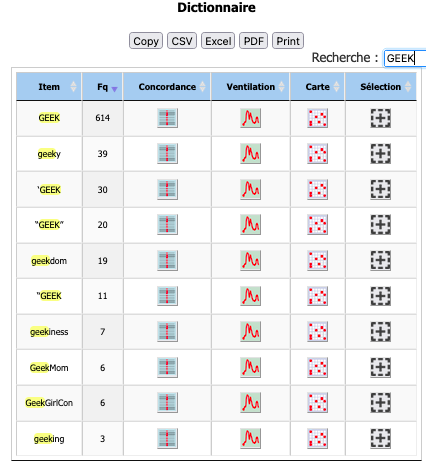 Dictionnaire
Copy CSV Excel PDF Print
Recherche : GEEK
Item Fq Concordance Ventilation Carte Sélection
GEEK 614
geeky 39
‘GEEK 30
“GEEK” 20
geekdom 19
“GEEK 11
geekiness 7
GeekMom 6
GeekGirlCon 6
geeking 3